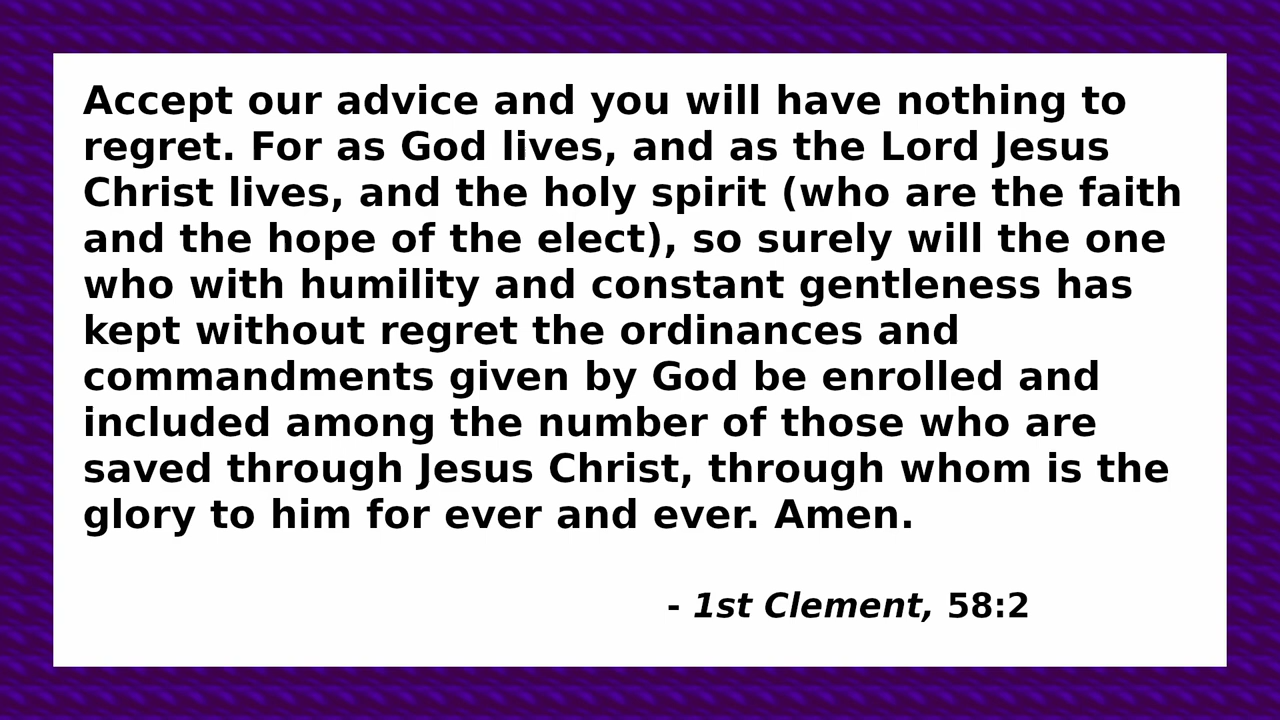 Accept our advice and you will have nothing to
regret. For as God lives, and as the Lord Jesus
Christ lives, and the holy spirit (who are the faith
and the hope of the elect), so surely will the one
who with humility and constant gentleness has
kept without regret the ordinances and
commandments given by God be enrolled and
included among the number of those who are
saved through Jesus Christ, through whom is the
glory to him for ever and ever. Amen.
- 1st Clement, 58:2